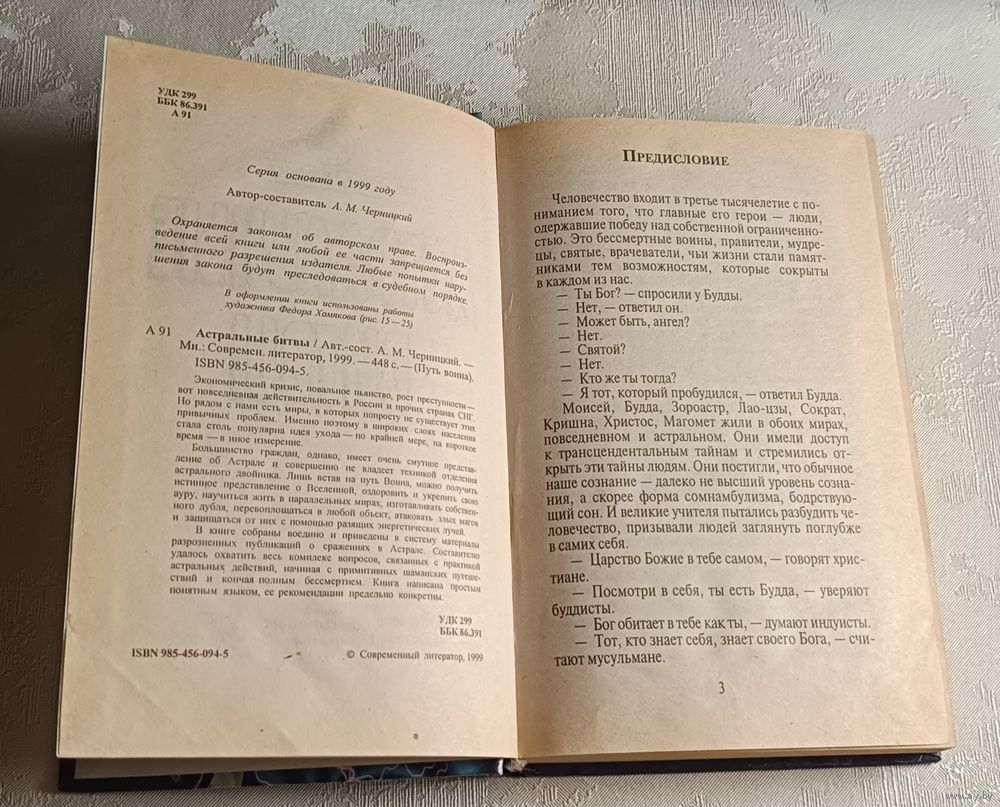 УДК 299
ББК 86.391
А 91
Серия основана в 1999 году
Автор-составитель А. М. Черницкий
Охраняется законом об авторском праве. Воспроиз-
ведение всей книги или любой ее части запрещается без
письменного разрешения издателя. Любые попытки нару-
шения закона будут преследоваться в судебном порядке.
В оформлении книги использованы работы
художника Федора Хомякова (рис. 15—25)
А 91 Астральные битвы / Авт.-сост. А. М. Черницкий. —
Мн.: Современ. литератор, 1999. — 448 с. — (Путь воина).
ISBN 985-456-094-5.
Экономический кризис, повальное пьянство, рост преступности —
вот повседневная действительность в России и прочих странах СНГ.
Но рядом с нами есть миры, в которых попросту не существует этих
привычных проблем. Именно поэтому в широких слоях населения
стала столь популярна идея ухода — по крайней мере, на короткое
время — в иное измерение.
Большинство граждан, однако, имеет очень смутное представ-
ление об Астрале и совершенно не владеет техникой отделения
астрального двойника. Лишь встав на путь Воина, можно получить
истинное представление о Вселенной, оздоровить и укрепить свою
ауру, научиться жить в параллельных мирах, изготавливать собствен-
ного дубля, перевоплощаться в любой объект, атаковать злых магов
и защищаться от них с помощью разящих энергетических лучей.
В книге собраны воедино и приведены в систему материалы
разрозненных публикаций о сражениях в Астрале. Составителю
удалось охватить весь комплекс вопросов, связанных с практикой
астральных действий, начиная с примитивных шаманских путеше-
ствий и кончая полным бессмертием. Книга написана простым
понятным языком, ее рекомендации предельно конкретны.
УДК 299
ББК 86.391
ISBN 985-456-094-5
© Современный литератор, 1999
ПРЕДИСЛОВИЕ
Человечество входит в третье тысячелетие с по-
ниманием того, что главные его герои — люди,
одержавшие победу над собственной ограниченно-
стью. Это бессмертные воины, правители, мудре-
цы, святые, врачеватели, чьи жизни стали памят-
никами тем возможностям, которые сокрыты
в каждом из нас.
— Ты Бог? — спросили у Будды.
— Нет, — ответил он.
— Может быть, ангел?
— Нет.
— Святой?
— Нет.
— Кто же ты тогда?
— Я тот, который пробудился, — ответил Будда.
Моисей, Будда, Зороастр, Лао-цзы, Сократ,
Кришна, Христос, Магомет жили в обоих мирах,
повседневном и астральном. Они имели доступ
к трансцендентальным тайнам и стремились от-
крыть эти тайны людям. Они постигли, что обычное
наше сознание — далеко не высший уровень созна-
ния, а скорее форма сомнамбулизма, бодрствую-
щий сон. И великие учителя пытались разбудить че-
ловечество, призывали людей заглянуть поглубже
в самих себя.
— Царство Божие в тебе самом, — говорят хрис-
тиане.
— Посмотри в себя, ты есть Будда, — уверяют
буддисты.
— Бог обитает в тебе как ты, — думают индуисты.
— Тот, кто знает себя, знает своего Бога, — счи-
тают мусульмане.
3
www.ay.by